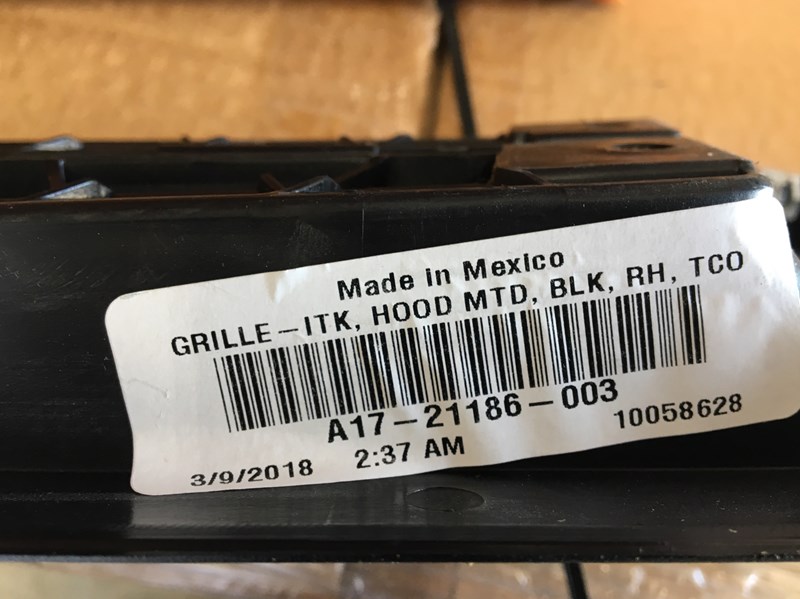 Made in Mexico
GRILLE-ITK, HOOD MTD, BLK, RH, TCO
A17-21186-003
3/9/2018 2:37 AM 10058628